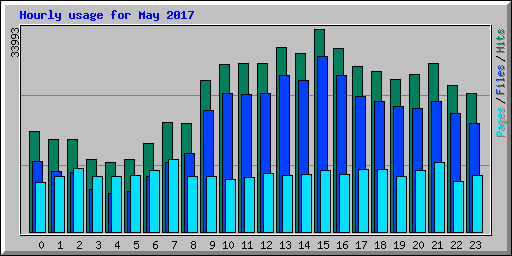 Hourly usage for May 2017
33993
Pages/Files/Hits
0 1 2 3 4 5 6 7 8 9 10 11 12 13 14 15 16 17 18 19 20 21 22 23